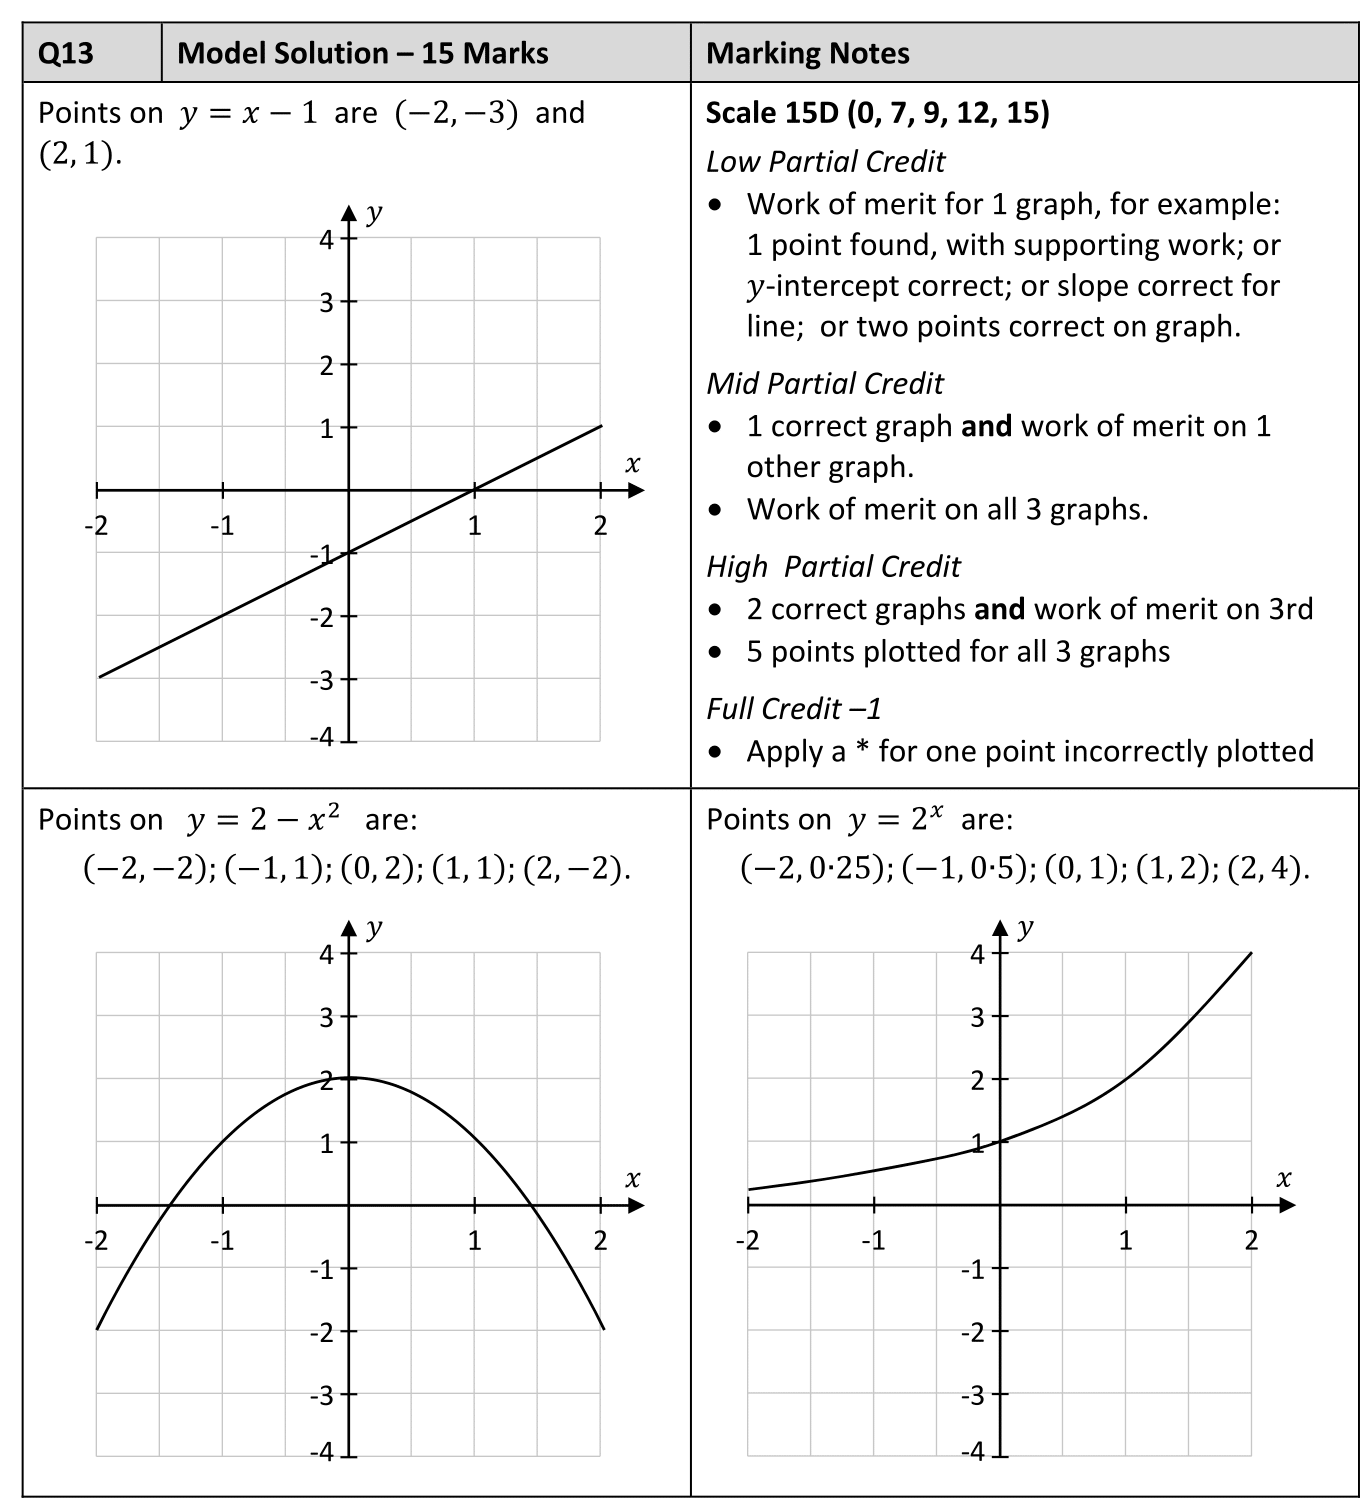 Q13 Model Solution – 15 Marks Marking Notes
Points on y = x − 1 are (−2, −3) and
(2, 1).
y
4
3
2
1
x
-2 -1 1 2
-1
-2
-3
-4
Scale 15D (0, 7, 9, 12, 15)
Low Partial Credit
• Work of merit for 1 graph, for example:
1 point found, with supporting work; or
y-intercept correct; or slope correct for
line; or two points correct on graph.
Mid Partial Credit
• 1 correct graph and work of merit on 1
other graph.
• Work of merit on all 3 graphs.
High Partial Credit
• 2 correct graphs and work of merit on 3rd
• 5 points plotted for all 3 graphs
Full Credit –1
• Apply a * for one point incorrectly plotted
Points on y = 2 − x² are:
(−2, −2); (−1, 1); (0, 2); (1, 1); (2, −2).
y
4
3
2
1
x
-2 -1 1 2
-1
-2
-3
-4
Points on y = 2ˣ are:
(−2, 0·25); (−1, 0·5); (0, 1); (1, 2); (2, 4).
y
4
3
2
1
x
-2 -1 1 2
-1
-2
-3
-4